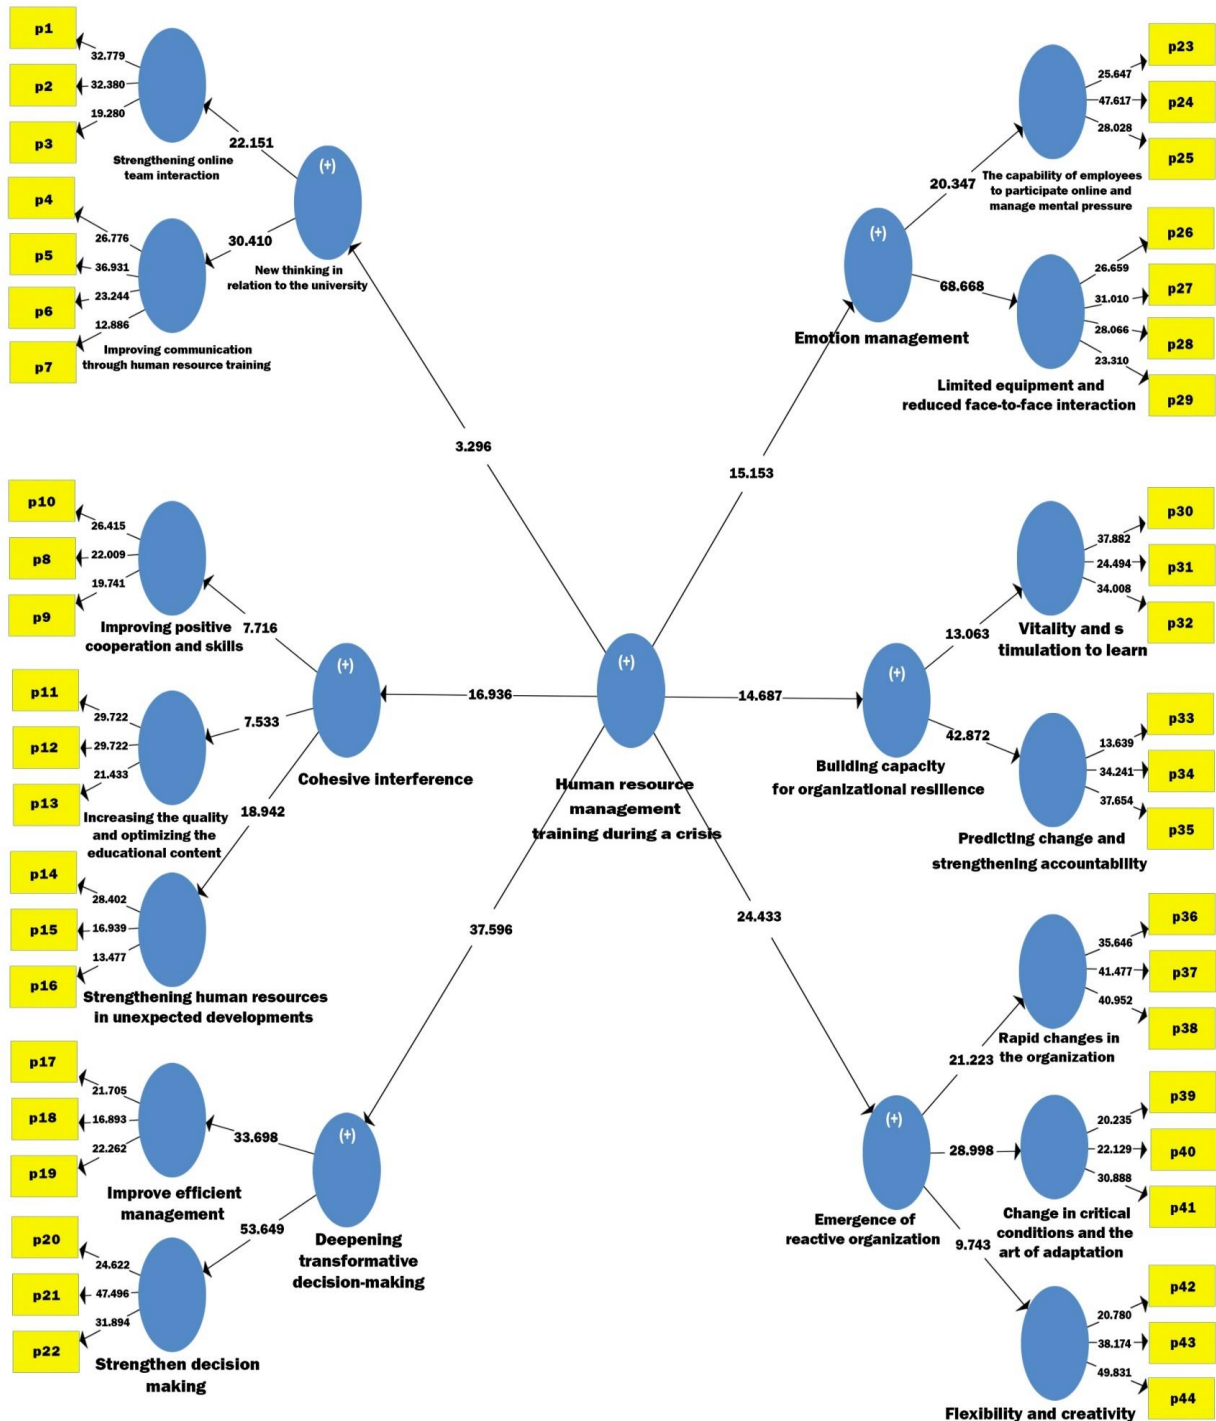 p1
32.779
p2
32.380
19.280
p3
Strengthening online
team interaction
22.151
(+)
p4
26.776
p5
36.931
p6
23.244
12.886
p7
Improving communication
through human resource training
30.410
New thinking in
relation to the university
3.296
p10
26.415
p8
22.009
19.741
p9
Improving positive
cooperation and skills
7.716
p11
29.722
p12
29.722
21.433
p13
Increasing the quality
and optimizing the
educational content
7.533
(+)
Cohesive interference
16.936
18.942
p14
28.402
p15
16.939
13.477
p16
Strengthening human resources
in unexpected developments
37.596
p17
21.705
p18
16.893
22.262
p19
Improve efficient
management
33.698
(+)
Deepening
transformative
decision-making
53.649
p20
24.622
p21
47.496
31.894
p22
Strengthen decision
making
(+)
Human resource
management
training during a crisis
p23
25.647
47.617
p24
28.028
p25
The capability of employees
to participate online and
manage mental pressure
20.347
(+)
Emotion management
68.668
p26
26.659
p27
31.010
28.066
p28
23.310
p29
Limited equipment and
reduced face-to-face interaction
15.153
p30
37.882
24.494
p31
34.008
p32
Vitality and s
timulation to learn
13.063
14.687
(+)
Building capacity
for organizational resilience
42.872
p33
13.639
34.241
p34
37.654
p35
Predicting change and
strengthening accountability
24.433
p36
35.646
41.477
p37
40.952
p38
Rapid changes in
the organization
21.223
(+)
Emergence of
reactive organization
28.998
p39
20.235
22.129
p40
30.888
p41
Change in critical
conditions and the
art of adaptation
9.743
p42
20.780
38.174
p43
49.831
p44
Flexibility and creativity